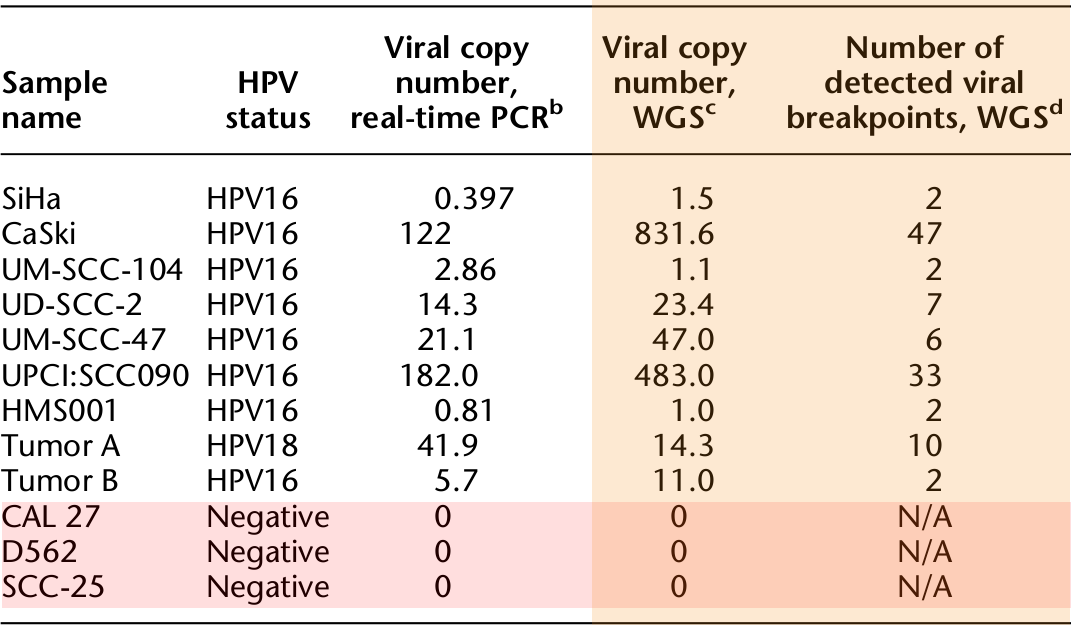 Sample name HPV status Viral copy number, real-time PCRb Viral copy number, WGSc Number of detected viral breakpoints, WGSd
SiHa HPV16 0.397 1.5 2
CaSki HPV16 122 831.6 47
UM-SCC-104 HPV16 2.86 1.1 2
UD-SCC-2 HPV16 14.3 23.4 7
UM-SCC-47 HPV16 21.1 47.0 6
UPCI:SCC090 HPV16 182.0 483.0 33
HMS001 HPV16 0.81 1.0 2
Tumor A HPV18 41.9 14.3 10
Tumor B HPV16 5.7 11.0 2
CAL 27 Negative 0 0 N/A
D562 Negative 0 0 N/A
SCC-25 Negative 0 0 N/A